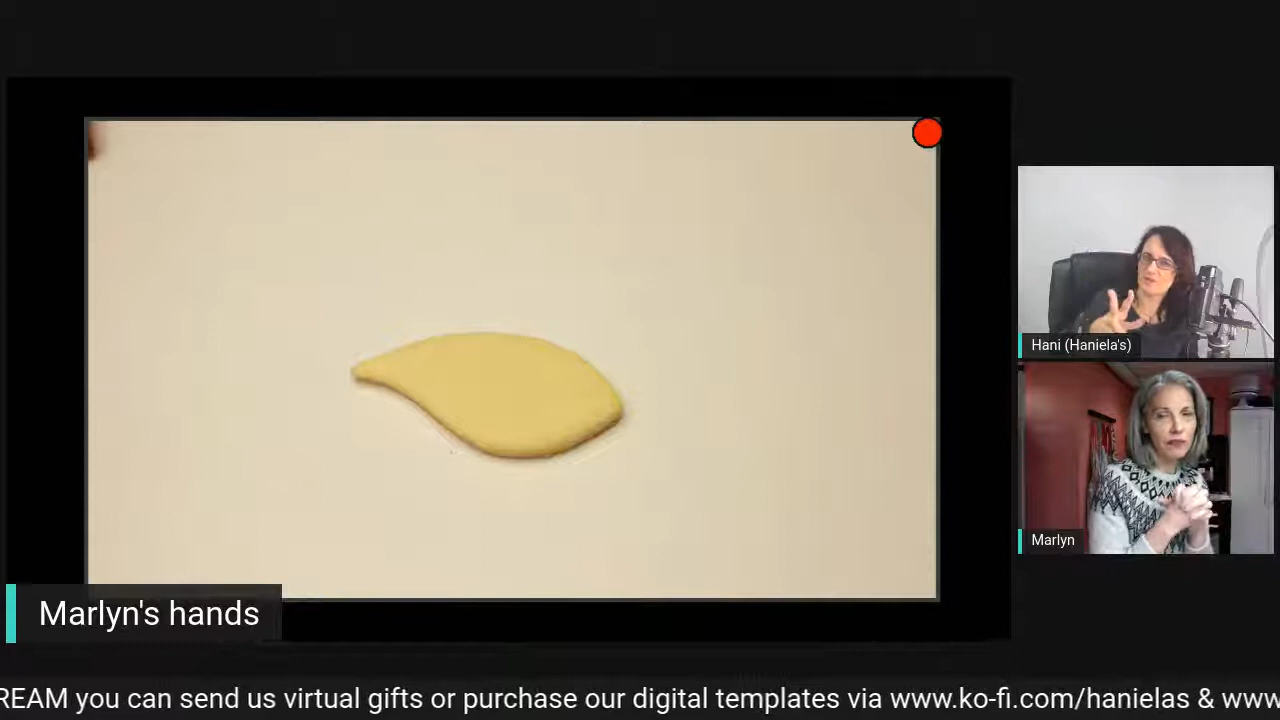 Hani (Haniela's)
Marlyn
Marlyn's hands
REAM you can send us virtual gifts or purchase our digital templates via www.ko-fi.com/hanielas & www